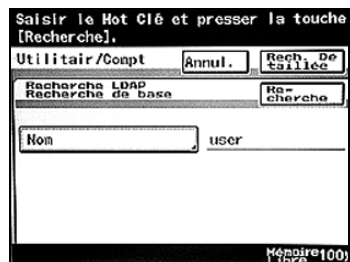 Saisir le Mot Clé et presser la touche
[Recherche].
Utilitair/Compt
Annul.
Rech. Dé
taillée
Recherche LDAP
Recherche de base
Re-
cherche
Nom
user
Mémoire
Libre 100%